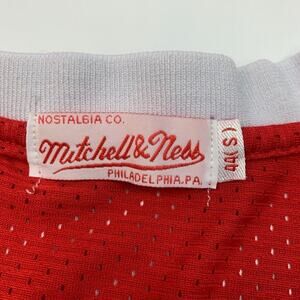 NOSTALGIA CO.
Mitchell & Ness
PHILADELPHIA, PA.
44( S )